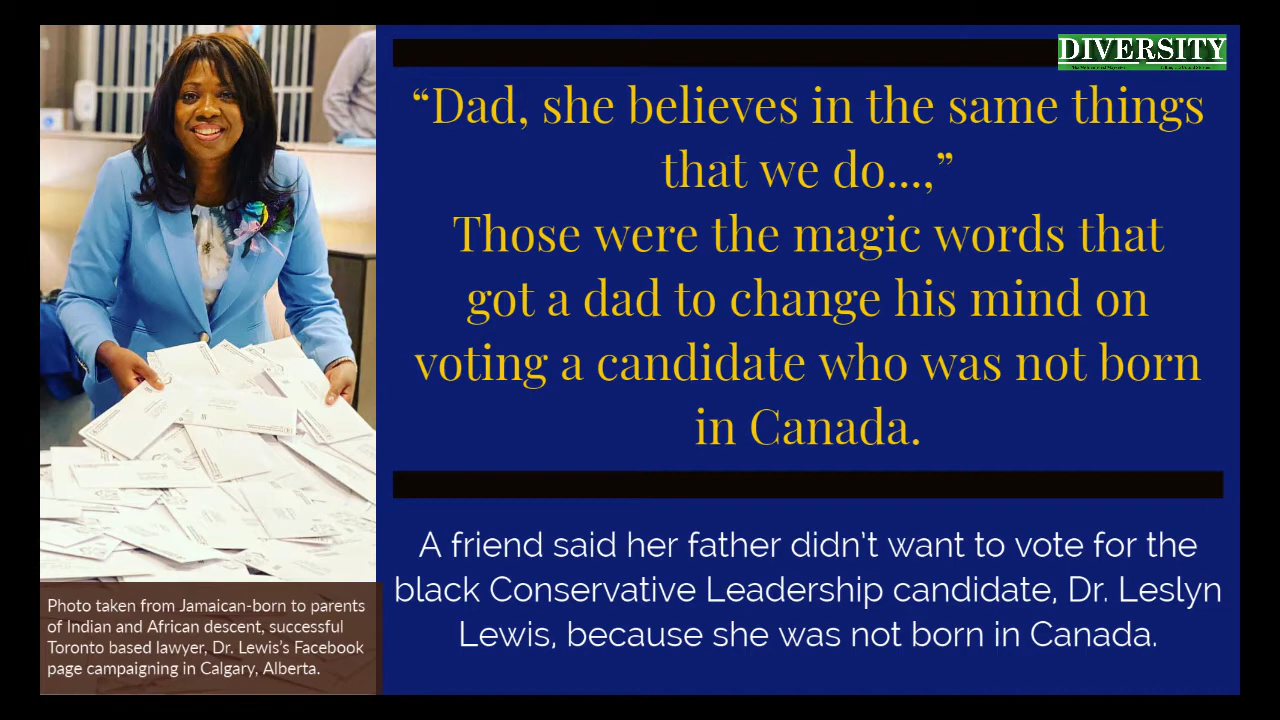 DIVERSITY
“Dad, she believes in the same things
that we do...,”
Those were the magic words that
got a dad to change his mind on
voting a candidate who was not born
in Canada.
A friend said her father didn’t want to vote for the
black Conservative Leadership candidate, Dr. Leslyn
Lewis, because she was not born in Canada.
Photo taken from Jamaican-born to parents
of Indian and African descent, successful
Toronto based lawyer, Dr. Lewis’s Facebook
page campaigning in Calgary, Alberta.